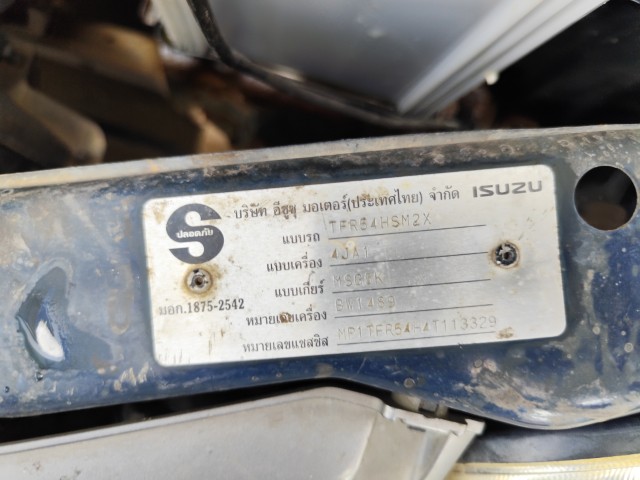 S ปลอดภัย
มอก.1875-2542
บริษัท อีซูซุ มอเตอร์(ประเทศไทย) จำกัด ISUZU
แบบรถ TFR54HSM2X
แบบเครื่อง 4JA1
แบบเกียร์
หมายเลขเครื่อง
หมายเลขแชสซิส MP1TFR54-4T113329